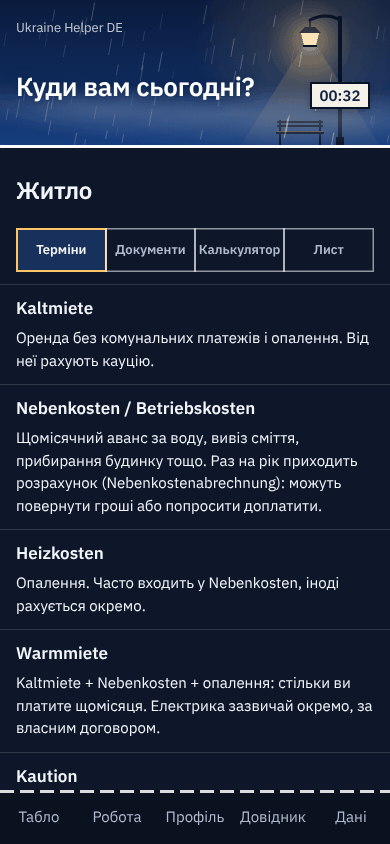 Ukraine Helper DE
Куди вам сьогодні?
00:32
Житло
Терміни Документи Калькулятор Лист
Kaltmiete
Оренда без комунальних платежів і опалення. Від
неї рахують кауцію.
Nebenkosten / Betriebskosten
Щомісячний аванс за воду, вивіз сміття,
прибирання будинку тощо. Раз на рік приходить
розрахунок (Nebenkostenabrechnung): можуть
повернути гроші або попросити доплатити.
Heizkosten
Опалення. Часто входить у Nebenkosten, іноді
рахується окремо.
Warmmiete
Kaltmiete + Nebenkosten + опалення: стільки ви
платите щомісяця. Електрика зазвичай окремо, за
власним договором.
Kaution
Табло Робота Профіль Довідник Дані